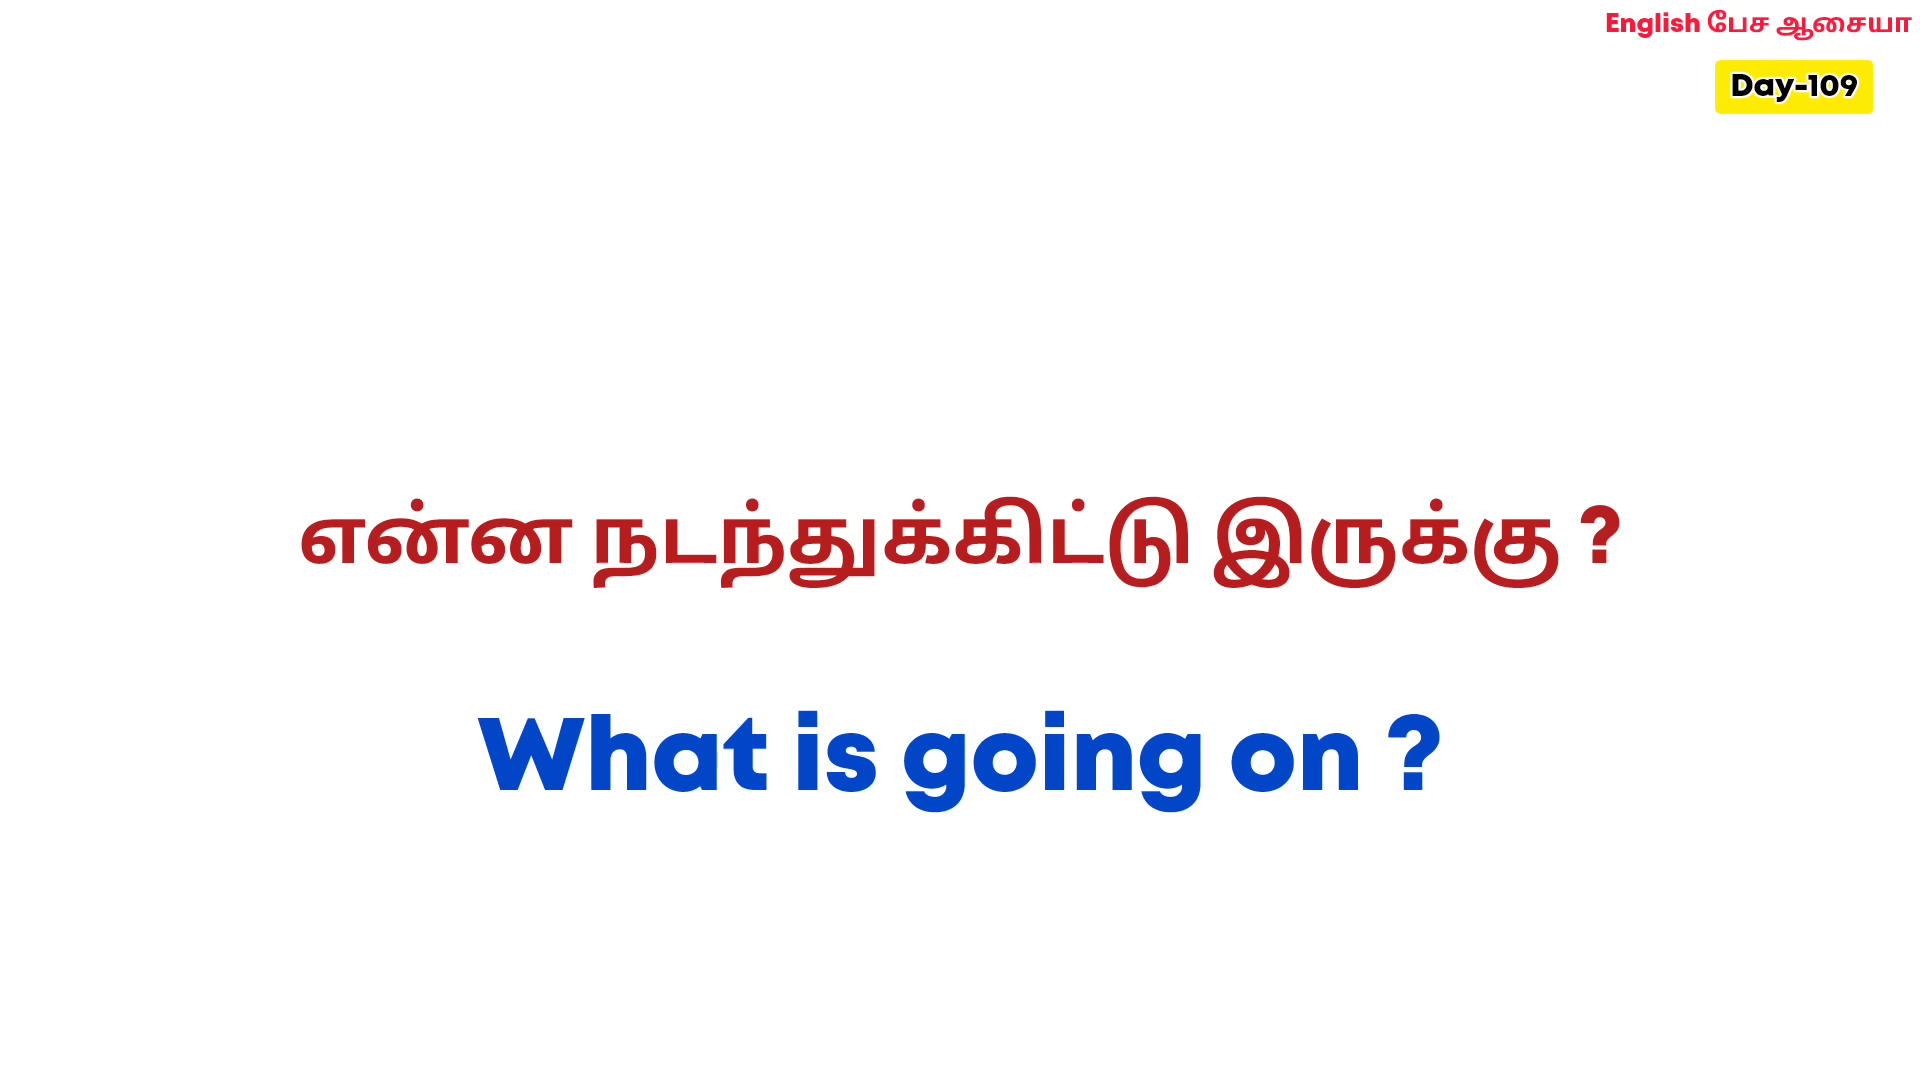 English பேச ஆசையா
Day-109
என்ன நடந்துக்கிட்டு இருக்கு ?
What is going on ?